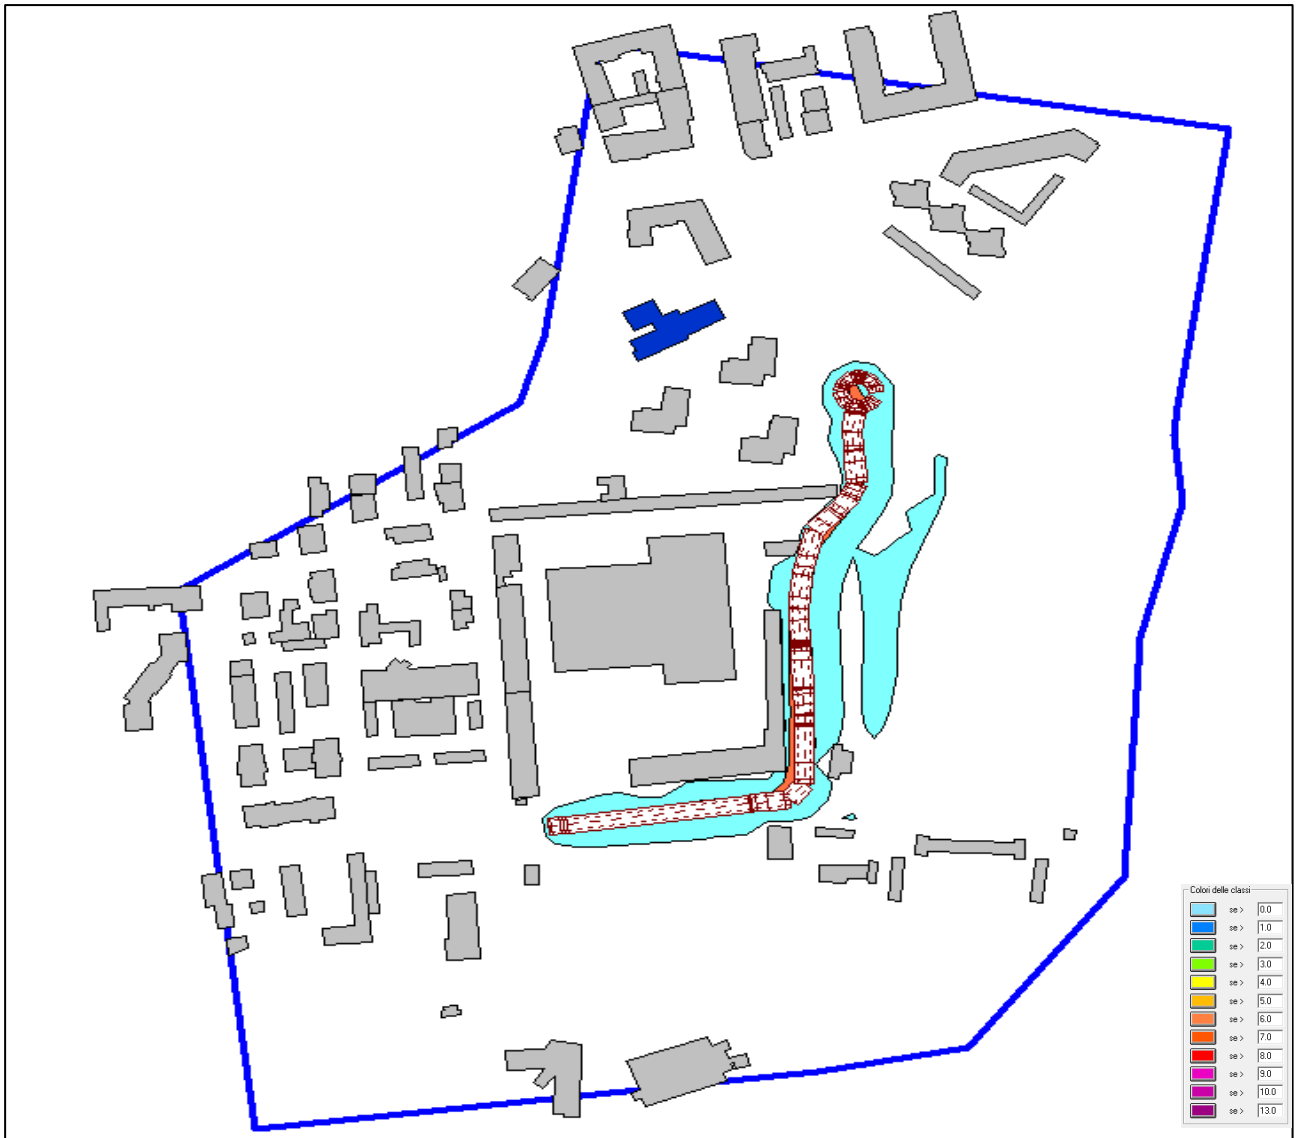 Colori delle classi
se > 0.0
se > 1.0
se > 2.0
se > 3.0
se > 4.0
se > 5.0
se > 6.0
se > 7.0
se > 8.0
se > 9.0
se > 10.0
se > 13.0